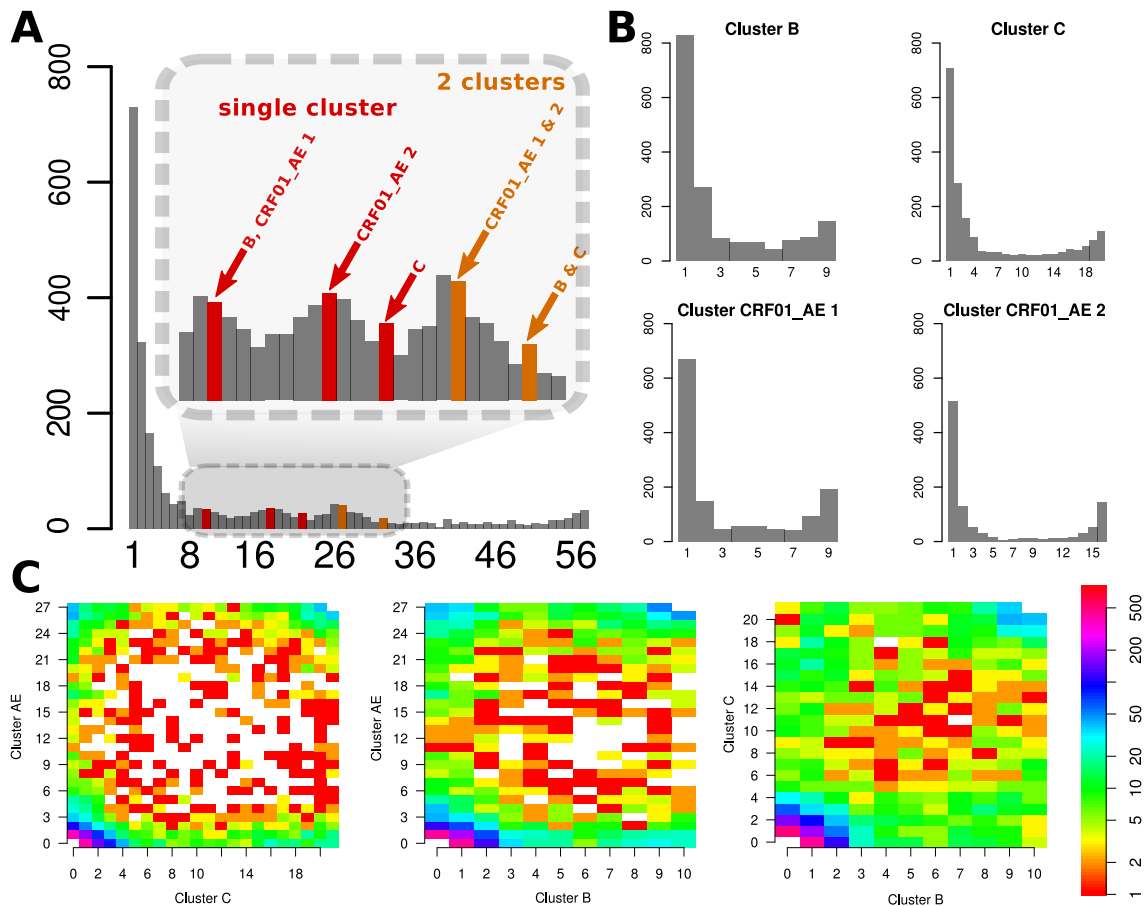 A
800
600
400
200
0
2 clusters
single cluster
B, CRF01_AE 1
CRF01_AE 2
C
CRF01_AE 1 & 2
B & C
1 8 16 26 36 46 56
B
Cluster B
800
600
400
200
0
1 3 5 7 9
Cluster C
800
600
400
200
0
1 4 7 10 14 18
Cluster CRF01_AE 1
800
600
400
200
0
1 3 5 7 9
Cluster CRF01_AE 2
800
600
400
200
0
1 3 5 7 9 12 15
C
Cluster AE
27
24
21
18
15
12
9
6
3
0
0 2 4 6 8 10 14 18
Cluster C
Cluster AE
27
24
21
18
15
12
9
6
3
0
0 1 2 3 4 5 6 7 8 9 10
Cluster B
Cluster C
20
18
16
14
12
10
8
6
4
2
0
0 1 2 3 4 5 6 7 8 9 10
Cluster B
500
200
100
50
20
10
5
2
1